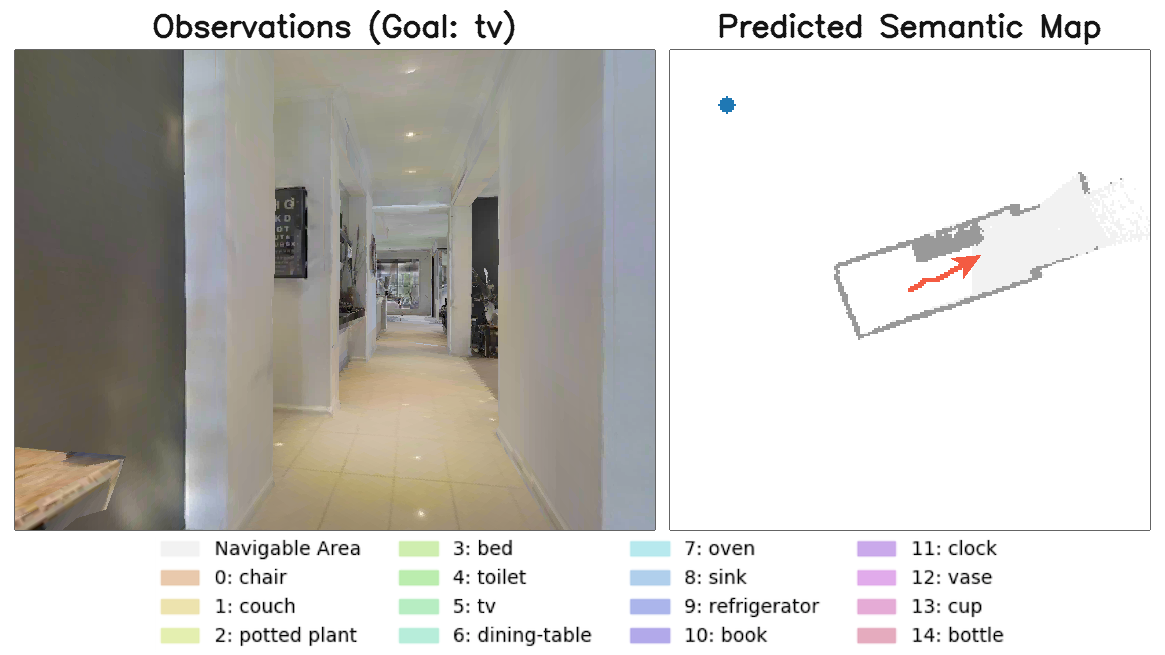 Observations (Goal: tv)
Predicted Semantic Map
Navigable Area
0: chair
1: couch
2: potted plant
3: bed
4: toilet
5: tv
6: dining-table
7: oven
8: sink
9: refrigerator
10: book
11: clock
12: vase
13: cup
14: bottle